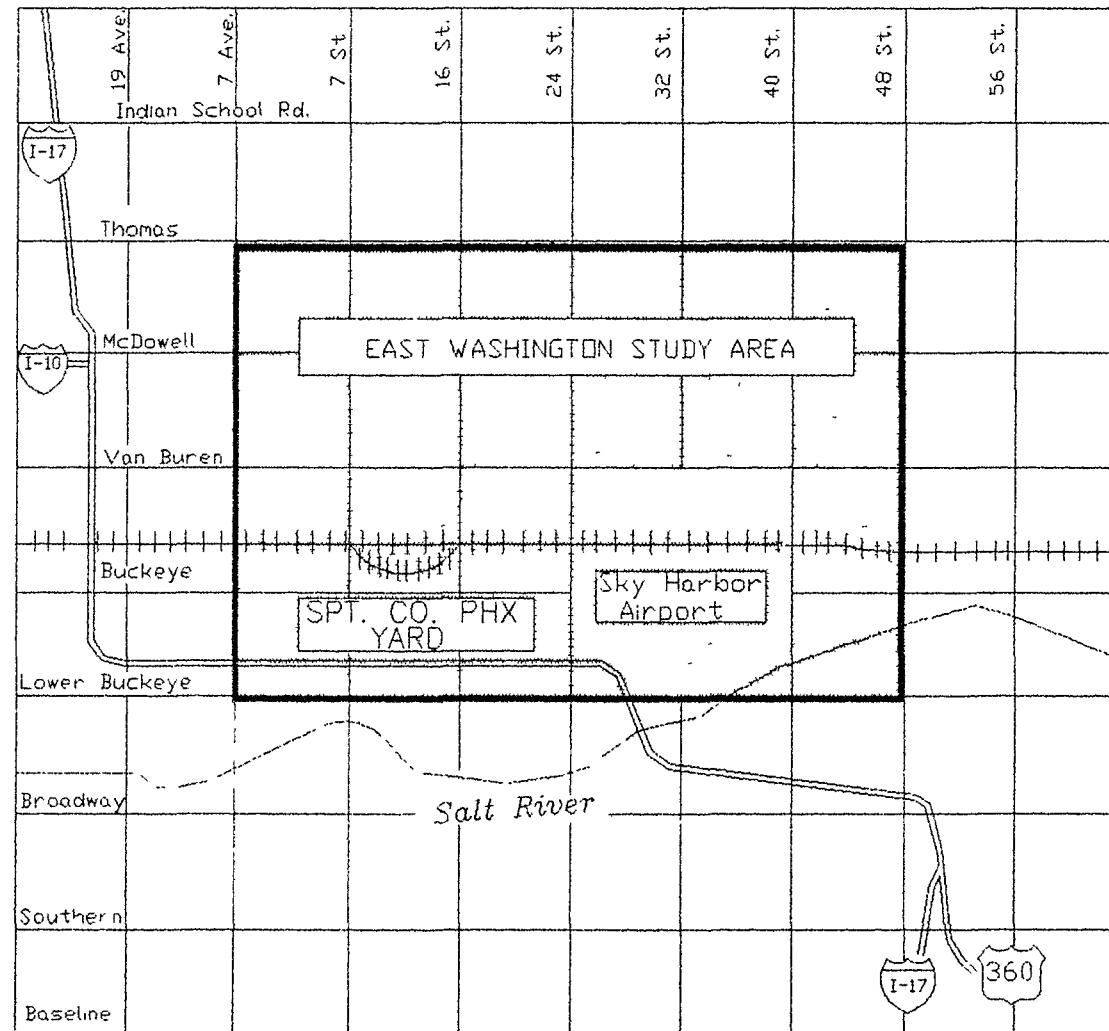 19 Ave.
7 Ave.
7 St.
16 St.
24 St.
32 St.
40 St.
48 St.
56 St.
Indian School Rd.
I-17
Thomas
McDowell
I-10
EAST WASHINGTON STUDY AREA
Van Buren
Buckeye
SPT. CO. PHX
YARD
Sky Harbor
Airport
Lower Buckeye
Broadway
Salt River
Southern
I-17
360
Baseline